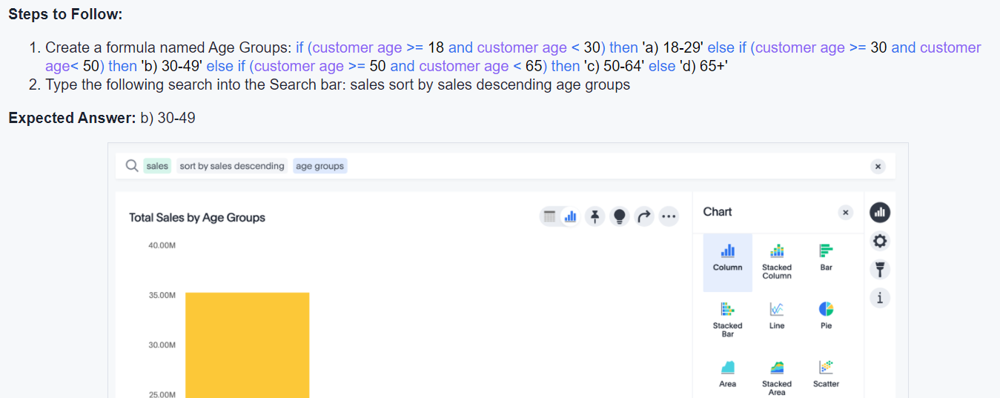 Steps to Follow:
1. Create a formula named Age Groups: if (customer age >= 18 and customer age < 30) then 'a) 18-29' else if (customer age >= 30 and customer
age< 50) then 'b) 30-49' else if (customer age >= 50 and customer age < 65) then 'c) 50-64' else 'd) 65+'
2. Type the following search into the Search bar: sales sort by sales descending age groups
Expected Answer: b) 30-49
sales sort by sales descending age groups
Total Sales by Age Groups
40.00M
35.00M
30.00M
25.00M
Chart
Column
Stacked
Column
Bar
Stacked
Bar
Line
Pie
Area
Stacked
Area
Scatter